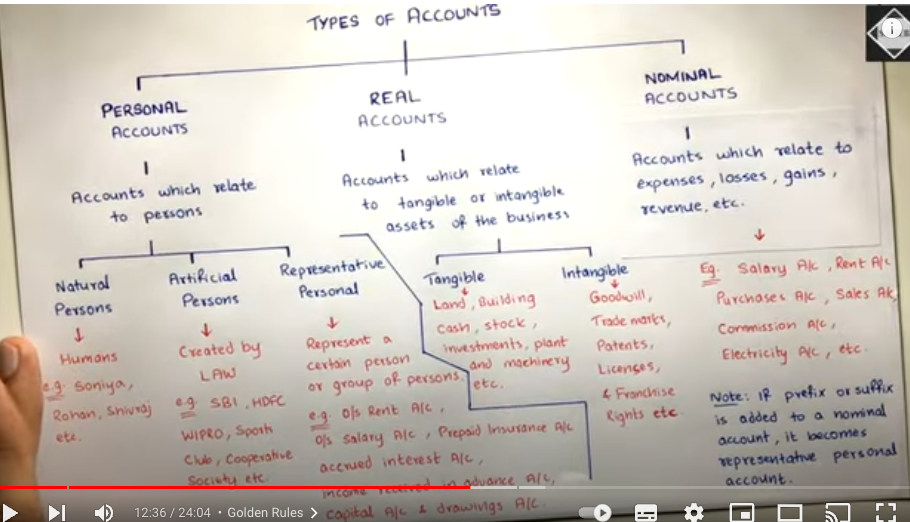 TYPES OF ACCOUNTS
PERSONAL
ACCOUNTS
Accounts which relate
to persons
Natural
Persons
Humans
e.g: Soniya,
Rohan, Shivraj
etc.
Artificial
Persons
Created by
LAW
e.g: SBI, HDFC
WIPRO, Sports
Club, Cooperative
Society etc.
Representative
Personal
Represent a
certain person
or group of persons.
e.g: O/s Rent A/c,
O/s Salary A/c, Prepaid Insurance A/c
accrued interest A/c,
income received in advance A/c,
capital A/c & drawings A/c.
REAL
ACCOUNTS
Accounts which relate
to tangible or intangible
assets of the business
Tangible
Land, Building
cash, stock,
investments, plant
and machinery
etc.
Intangible
Goodwill,
Trade marks,
Patents,
Licenses,
& Franchise
Rights etc.
NOMINAL
ACCOUNTS
Accounts which relate to
expenses, losses, gains,
revenue, etc.
Eg. Salary A/c, Rent A/c
Purchases A/c, Sales A/c,
Commission A/c,
Electricity A/c, etc.
Note: If prefix or suffix
is added to a nominal
account, it becomes
representative personal
account.
12:36 / 24:04 • Golden Rules